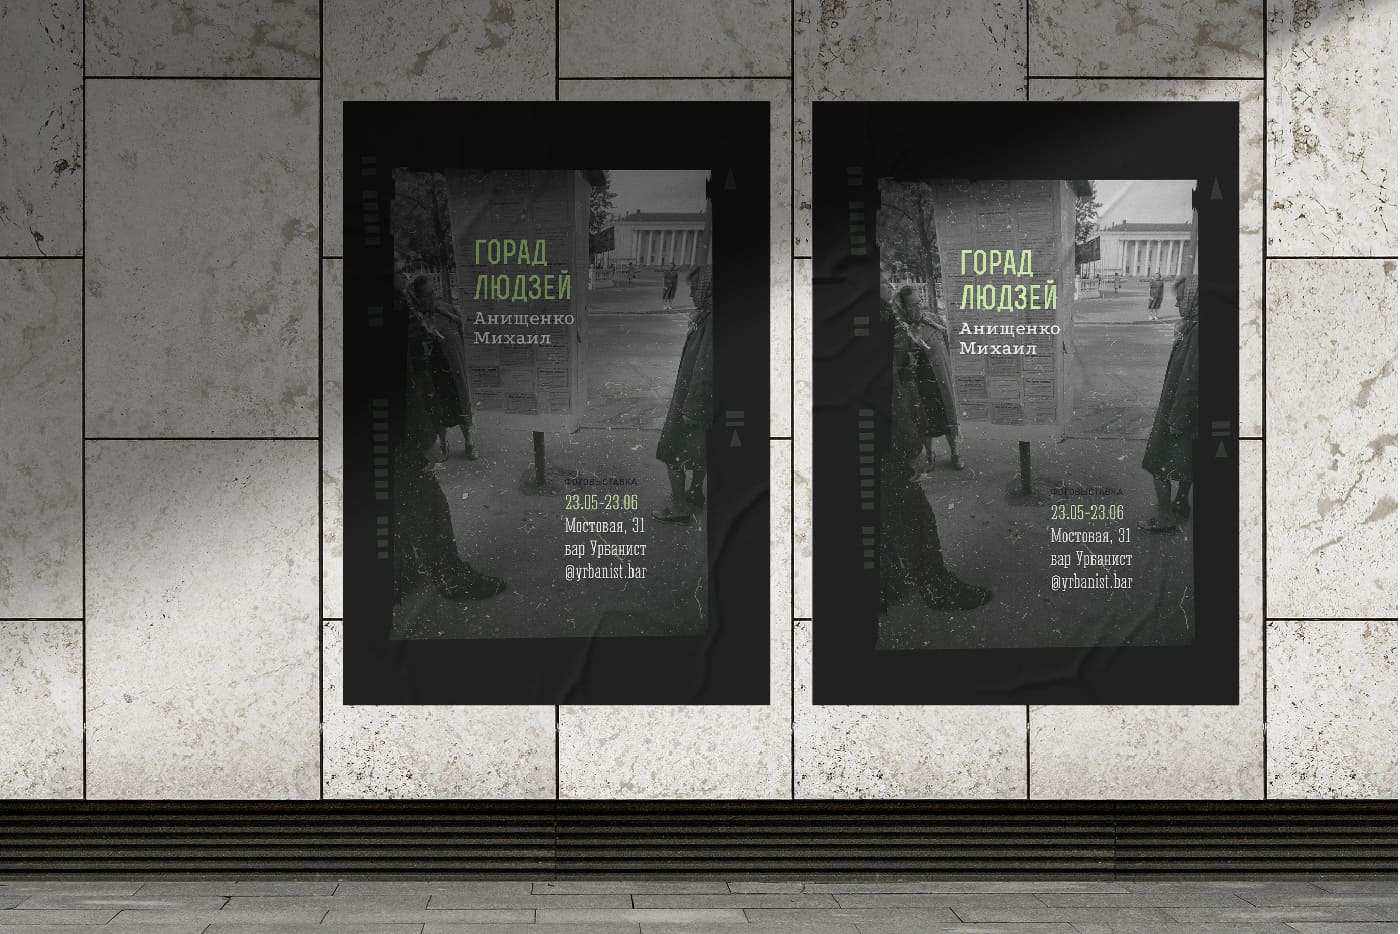 ГОРАД
ЛЮДЗЕЙ
Анищенко
Михаил
ФОТОВЫСТАВКА
23.05-23.06
Мостовая, 31
бар Урбанист
@yrbanist.bar
ГОРАД
ЛЮДЗЕЙ
Анищенко
Михаил
ФОТОВЫСТАВКА
23.05-23.06
Мостовая, 31
бар Урбанист
@yrbanist.bar